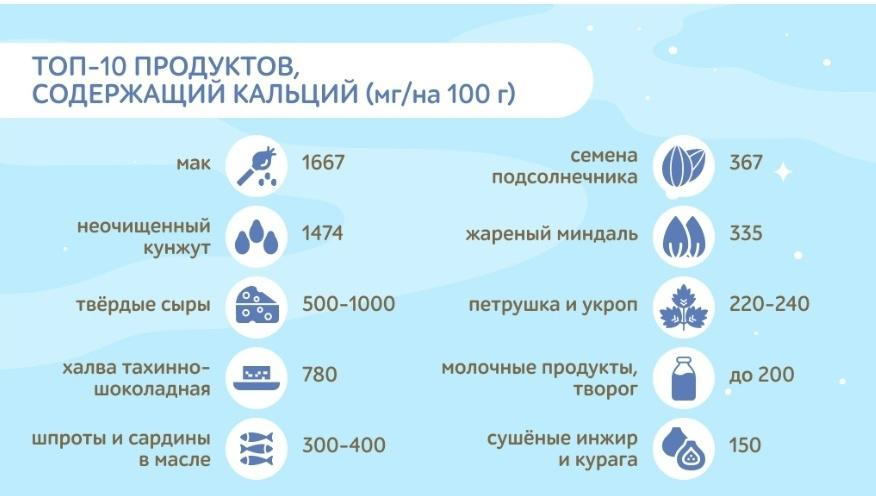 ТОП-10 ПРОДУКТОВ,
СОДЕРЖАЩИЙ КАЛЬЦИЙ (мг/на 100 г)
мак 1667
неочищенный
кунжут 1474
твёрдые сыры 500-1000
халва тахинно-
шоколадная 780
шпроты и сардины
в масле 300-400
семена
подсолнечника 367
жареный миндаль 335
петрушка и укроп 220-240
молочные продукты,
творог до 200
сушёные инжир
и курага 150